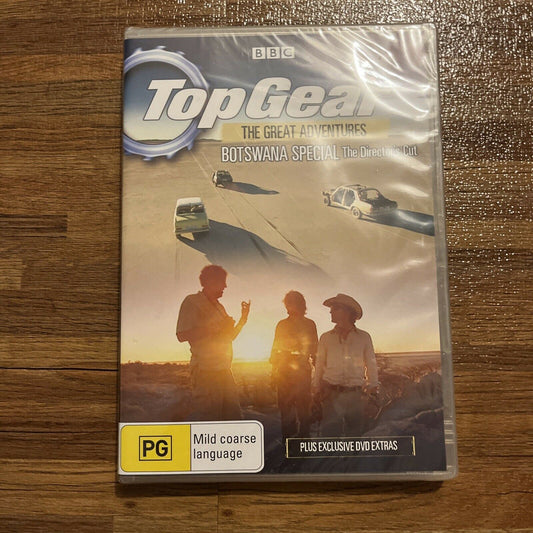 BBC
TopGear
THE GREAT ADVENTURES
BOTSWANA SPECIAL The Director's Cut
PG
Mild coarse
language
PLUS EXCLUSIVE DVD EXTRAS